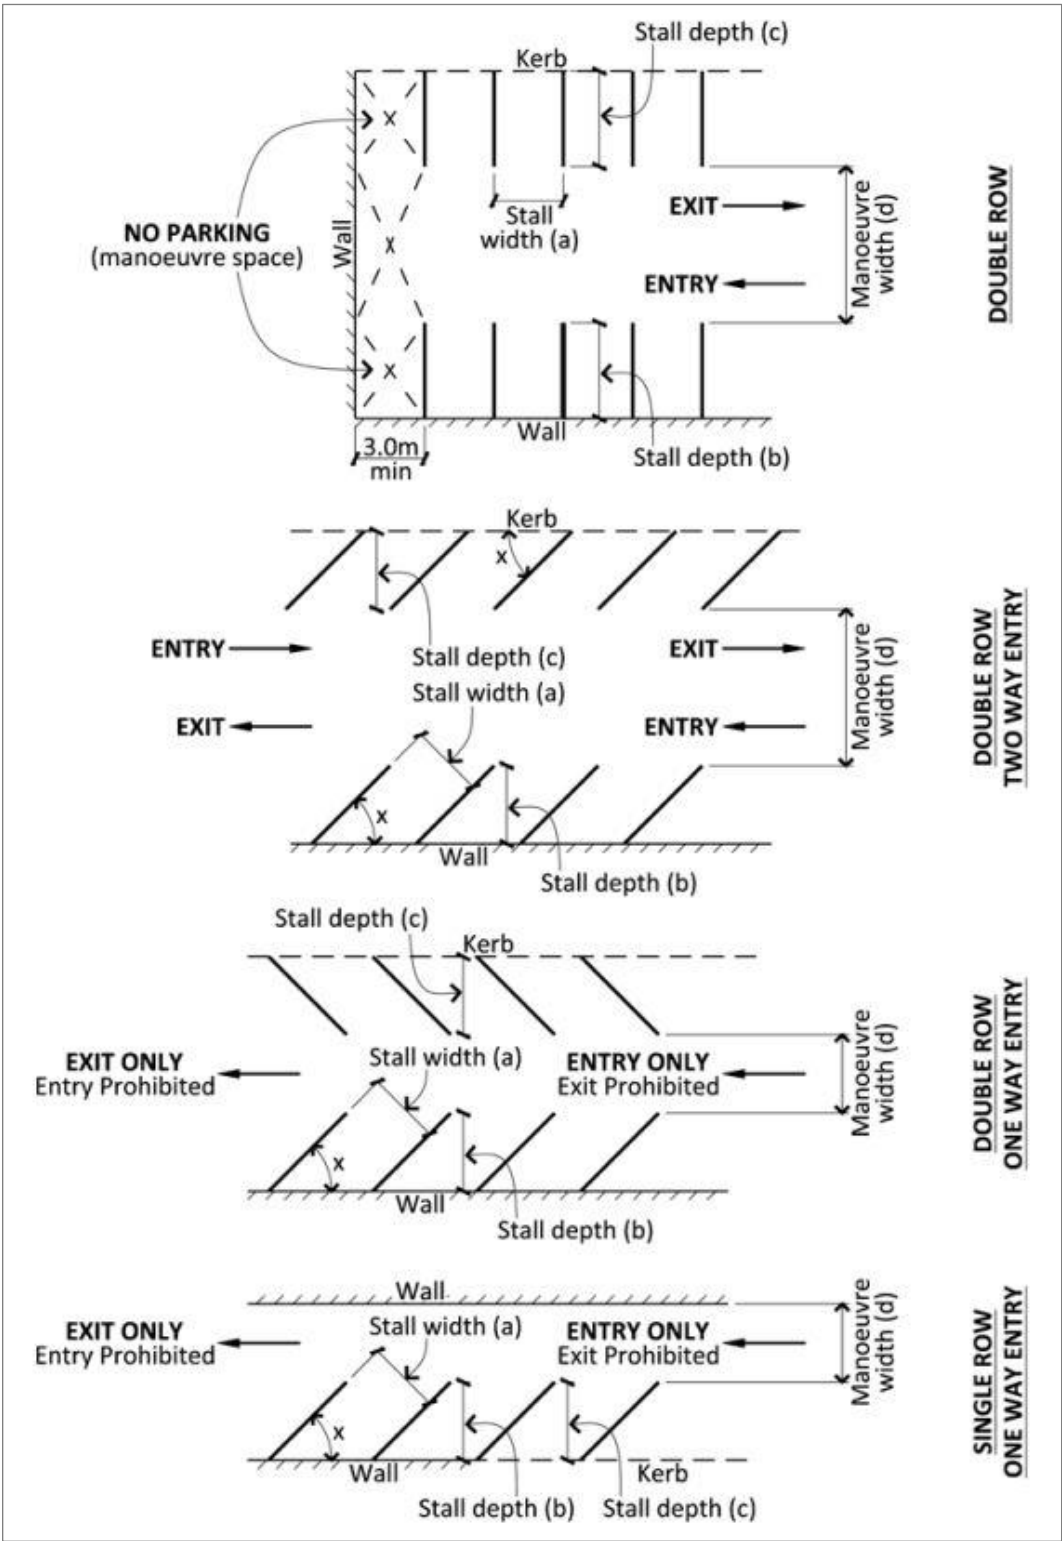 Stall depth (c)
Kerb
X
EXIT
Stall
width (a)
NO PARKING
(manoeuvre space)
Wall
X
ENTRY
Manoeuvre
width (d)
DOUBLE ROW
X
Wall
3.0m
min
Stall depth (b)
Kerb
x
ENTRY
EXIT
Stall depth (c)
Stall width (a)
EXIT
ENTRY
Manoeuvre
width (d)
DOUBLE ROW
TWO WAY ENTRY
x
Wall
Stall depth (b)
Stall depth (c)
Kerb
EXIT ONLY
Entry Prohibited
Stall width (a)
ENTRY ONLY
Exit Prohibited
Manoeuvre
width (d)
DOUBLE ROW
ONE WAY ENTRY
x
Wall
Stall depth (b)
Wall
EXIT ONLY
Entry Prohibited
Stall width (a)
ENTRY ONLY
Exit Prohibited
Manoeuvre
width (d)
SINGLE ROW
ONE WAY ENTRY
x
Wall
Kerb
Stall depth (b)
Stall depth (c)